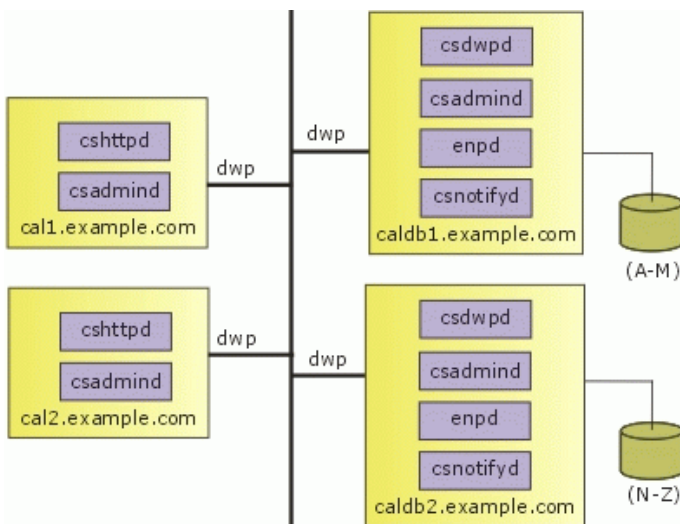 cshttpd
csadmind
cal1.example.com
dwp
dwp
csdwpd
csadmind
enpd
csnotifyd
caldb1.example.com
(A-M)
cshttpd
csadmind
cal2.example.com
dwp
dwp
csdwpd
csadmind
enpd
csnotifyd
caldb2.example.com
(N-Z)